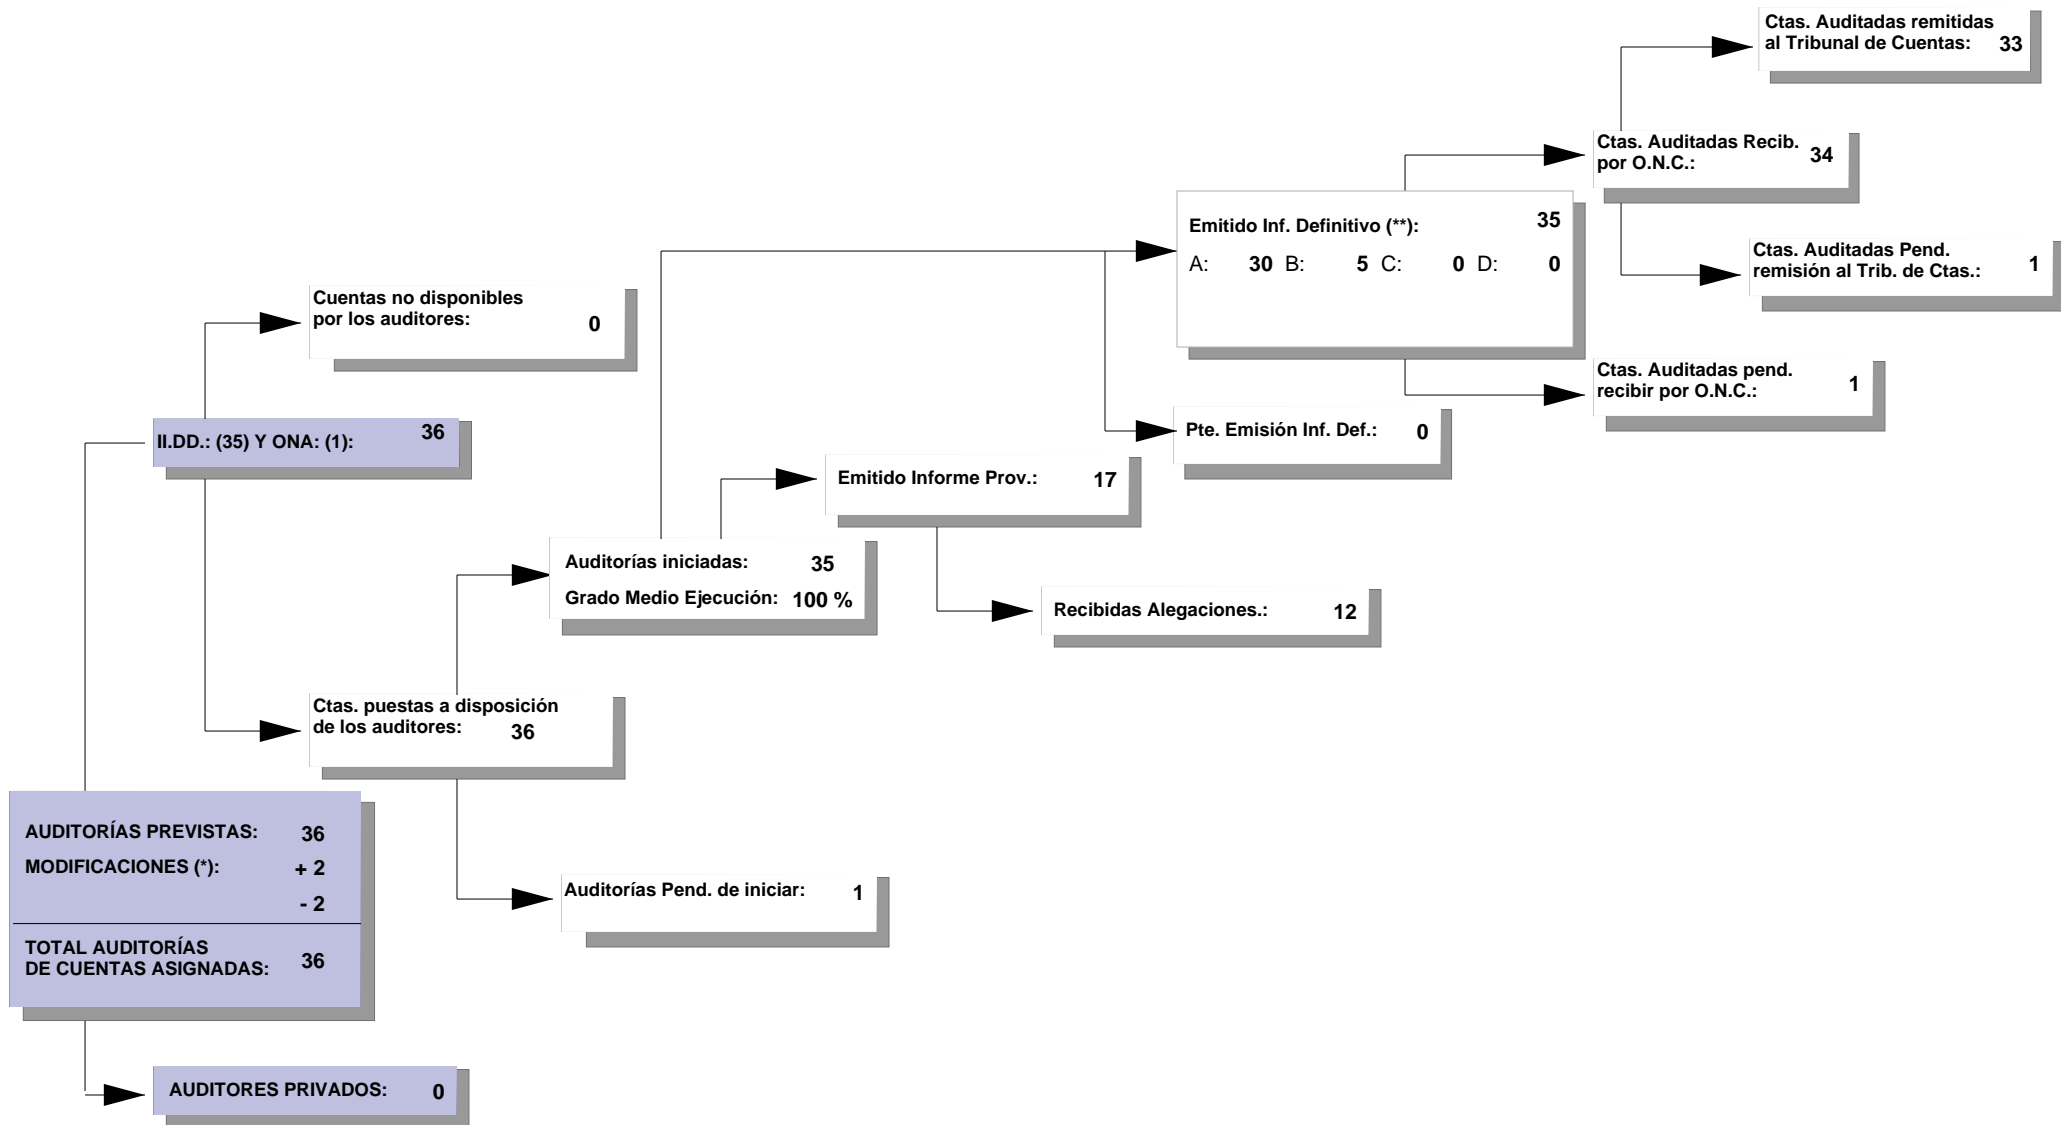 Ctas. Auditadas remitidas
al Tribunal de Cuentas: 33
Ctas. Auditadas Recib.
por O.N.C.: 34
Emitido Inf. Definitivo (**): 35
A: 30 B: 5 C: 0 D: 0
Ctas. Auditadas Pend.
remisión al Trib. de Ctas.: 1
Cuentas no disponibles
por los auditores: 0
Ctas. Auditadas pend.
recibir por O.N.C.: 1
II.DD.: (35) Y ONA: (1): 36
Pte. Emisión Inf. Def.: 0
Emitido Informe Prov.: 17
Auditorías iniciadas: 35
Grado Medio Ejecución: 100 %
Recibidas Alegaciones.: 12
Ctas. puestas a disposición
de los auditores: 36
AUDITORÍAS PREVISTAS: 36
MODIFICACIONES (*): + 2
- 2
TOTAL AUDITORÍAS
DE CUENTAS ASIGNADAS: 36
Auditorías Pend. de iniciar: 1
AUDITORES PRIVADOS: 0